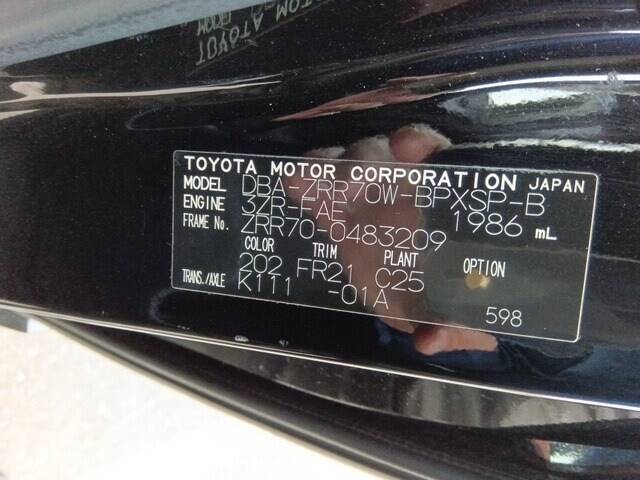 TOYOTA MOTOR CORPORATION JAPAN
MODEL DBA-ZRR70W-BPXSP-B
ENGINE 3ZR-FAE 1986 mL
FRAME No. ZRR70-0483209
COLOR TRIM PLANT OPTION
202 FR21 C25
TRANS./AXLE K111 -01A
598